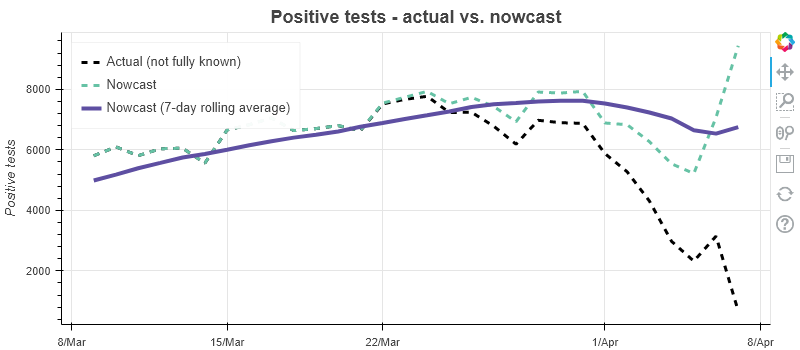 Positive tests - actual vs. nowcast
Actual (not fully known)
Nowcast
Nowcast (7-day rolling average)
Positive tests
8000
6000
4000
2000
8/Mar
15/Mar
22/Mar
1/Apr
8/Apr